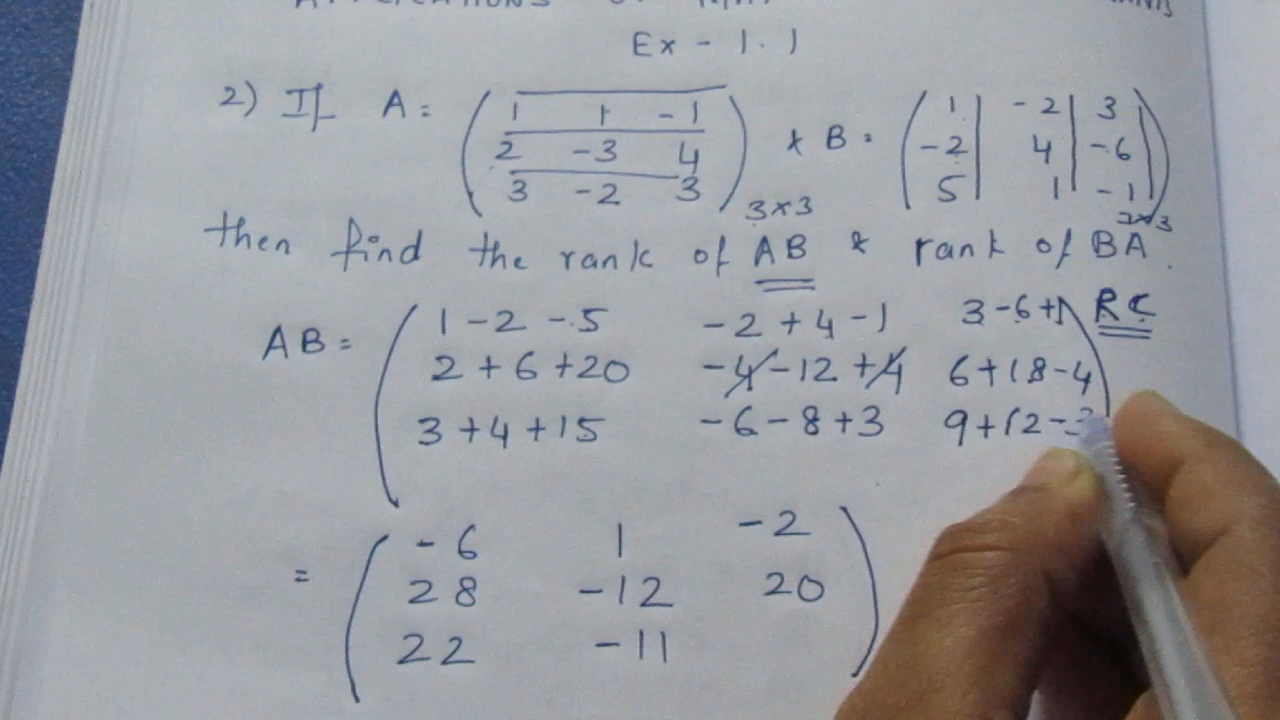 Ex - 1.1
2) If A = ( 1 1 -1 ) & B = ( 1 -2 3 )
2 -3 4 -2 4 -6
3 -2 3 5 1 -1
3×3 3×3
then find the rank of AB & rank of BA.
AB = ( 1 - 2 - 5 -2 + 4 - 1 3 - 6 + 1 ) RC
2 + 6 + 20 -4 - 12 + 4 6 + 18 - 4
3 + 4 + 15 -6 - 8 + 3 9 + 12 - 3
= ( -6 1 -2 )
28 -12 20
22 -11